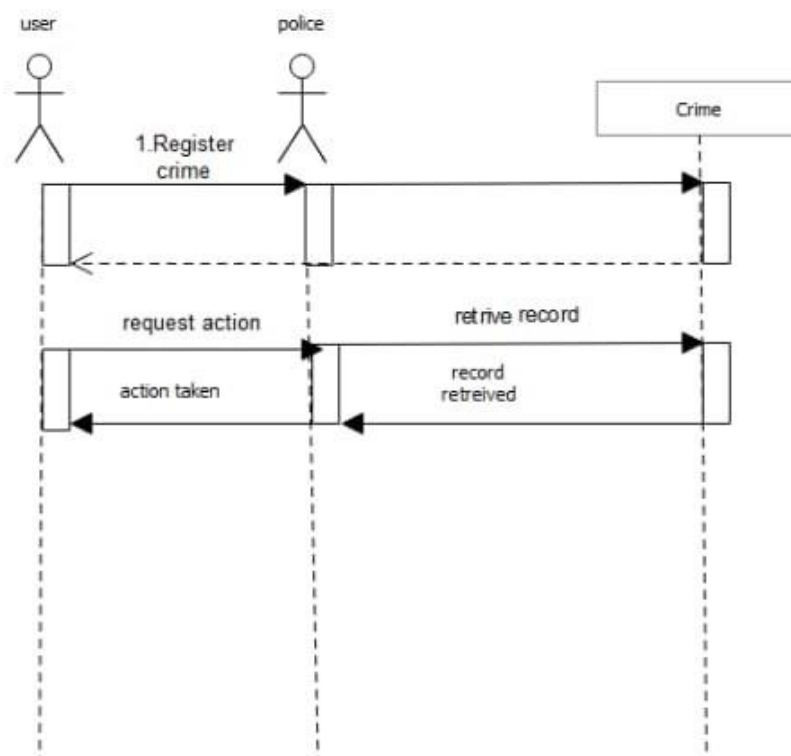 user
police
Crime
1.Register
crime
request action
retrive record
action taken
record
retreived